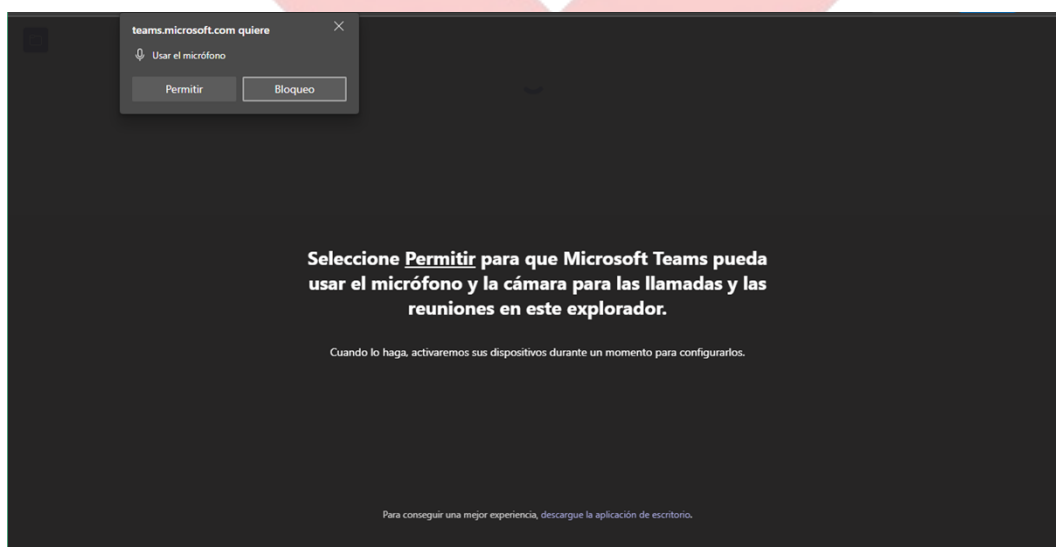 teams.microsoft.com quiere
Usar el micrófono
Permitir
Bloqueo
Seleccione Permitir para que Microsoft Teams pueda
usar el micrófono y la cámara para las llamadas y las
reuniones en este explorador.
Cuando lo haga, activaremos sus dispositivos durante un momento para configurarlos.
Para conseguir una mejor experiencia, descargue la aplicación de escritorio.